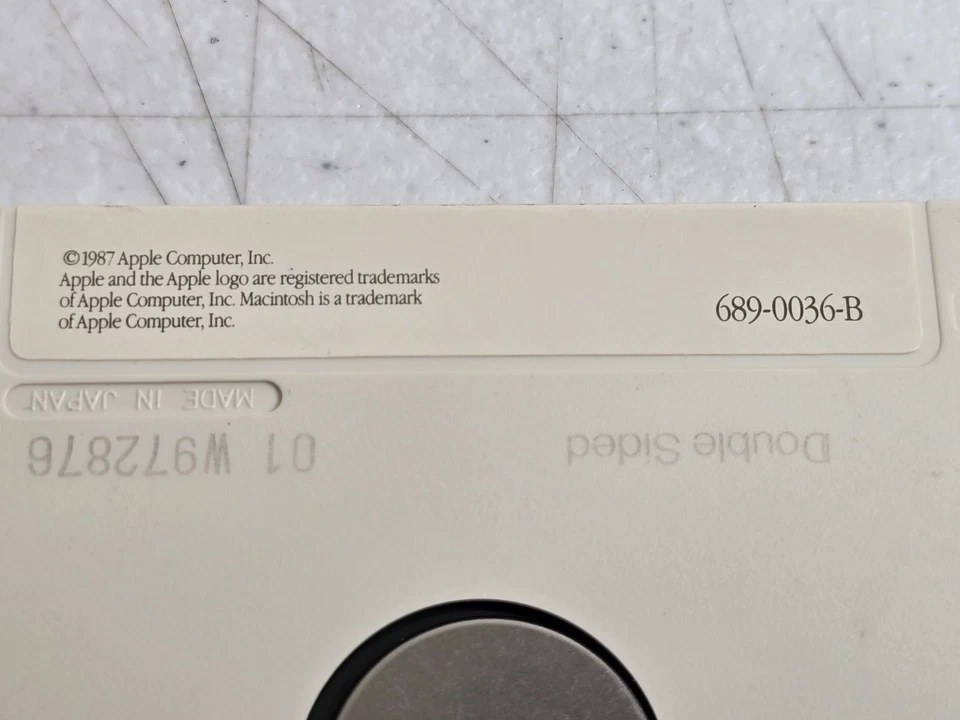 ©1987 Apple Computer, Inc.
Apple and the Apple logo are registered trademarks
of Apple Computer, Inc. Macintosh is a trademark
of Apple Computer, Inc.
689-0036-B
MADE IN JAPAN
01 W972876
Double Sided